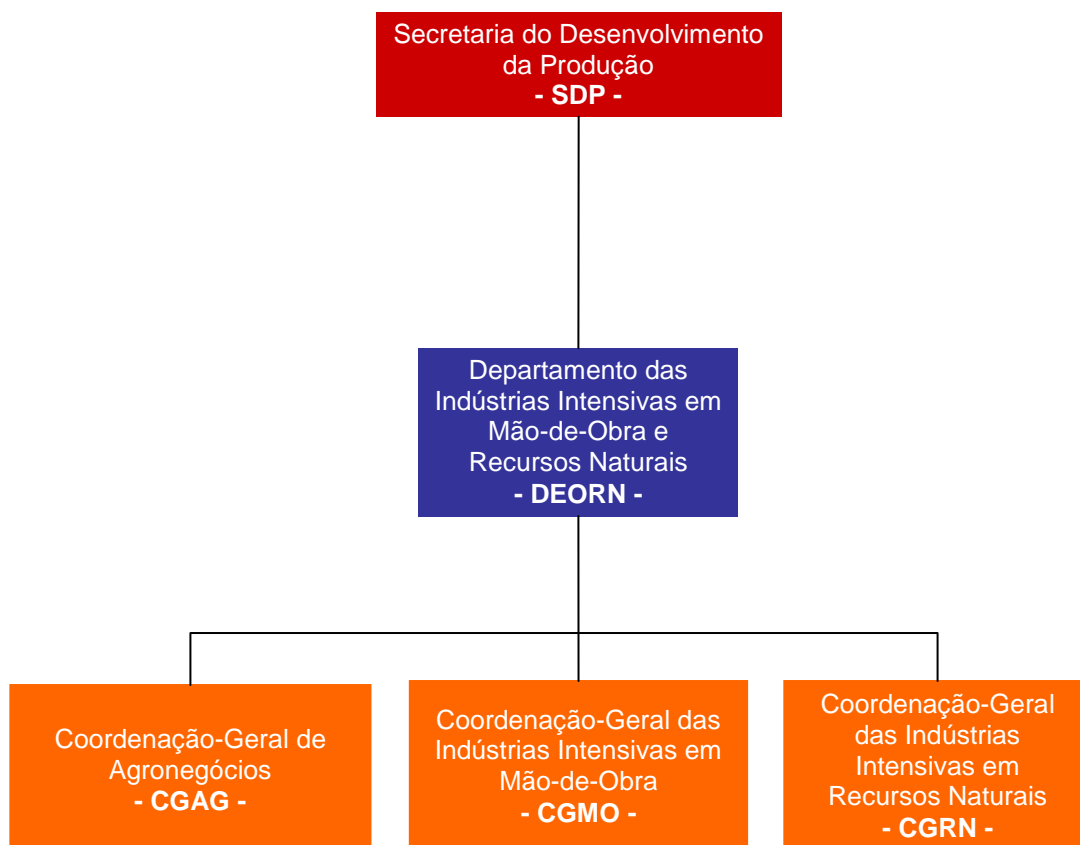 Secretaria do Desenvolvimento
da Produção
- SDP -
Departamento das
Indústrias Intensivas em
Mão-de-Obra e
Recursos Naturais
- DEORN -
Coordenação-Geral de
Agronegócios
- CGAG -
Coordenação-Geral das
Indústrias Intensivas em
Mão-de-Obra
- CGMO -
Coordenação-Geral
das Indústrias
Intensivas em
Recursos Naturais
- CGRN -